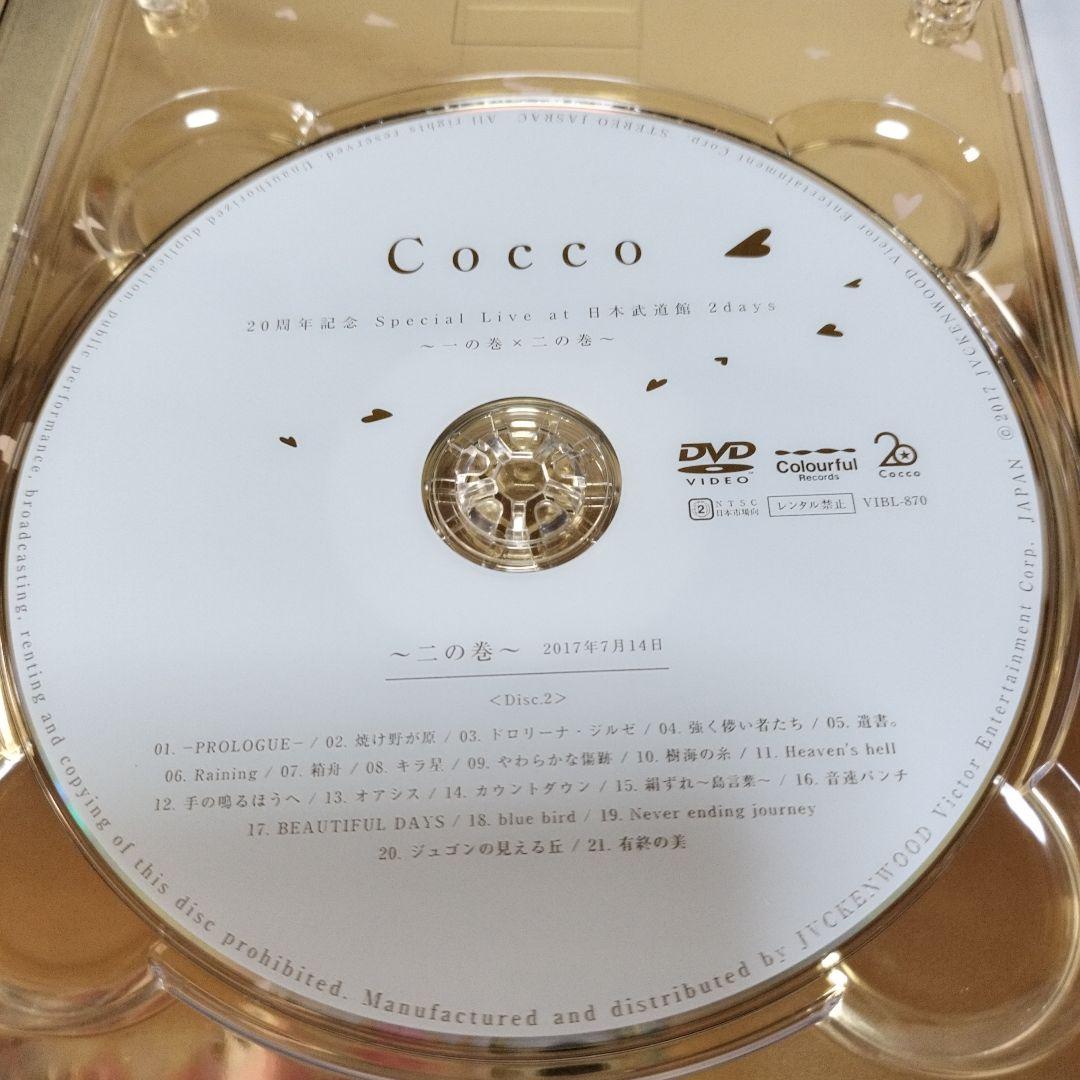 Cocco
20周年記念 Special Live at 日本武道館 2days
～一の巻×二の巻～
DVD
VIDEO
Colourful
Records
20
Cocco
2
NTSC
日本市場向
レンタル禁止
VIBL-870
～二の巻～ 2017年7月14日
<Disc.2>
01. -PROLOGUE- / 02. 焼け野が原 / 03. ドロリーナ・ジルゼ / 04. 強く儚い者たち / 05. 遺書。
06. Raining / 07. 箱舟 / 08. キラ星 / 09. やわらかな傷跡 / 10. 樹海の糸 / 11. Heaven's hell
12. 手の鳴るほうへ / 13. オアシス / 14. カウントダウン / 15. 絹ずれ～島言葉～ / 16. 音速パンチ
17. BEAUTIFUL DAYS / 18. blue bird / 19. Never ending journey
20. ジュゴンの見える丘 / 21. 有終の美
STEREO JASRAC All rights reserved. Unauthorized duplication, public performance, broadcasting, renting and copying of this disc prohibited. Manufactured and distributed by JVCKENWOOD Victor Entertainment Corp. JAPAN ©2017 JVCKENWOOD Victor Entertainment Corp.